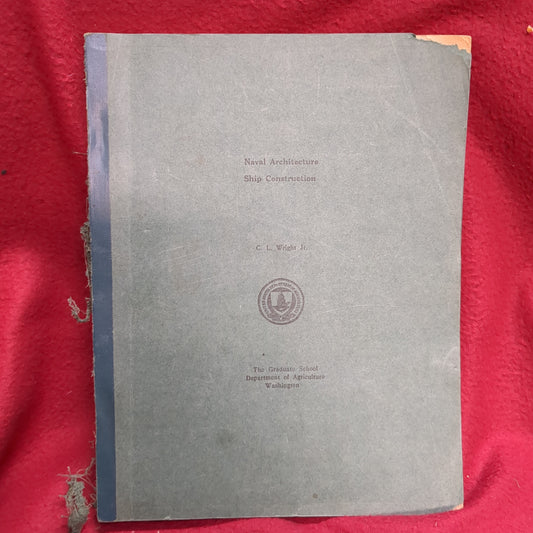 Naval Architecture
Ship Construction
C. L. Wright Jr.
The Graduate School
Department of Agriculture
Washington